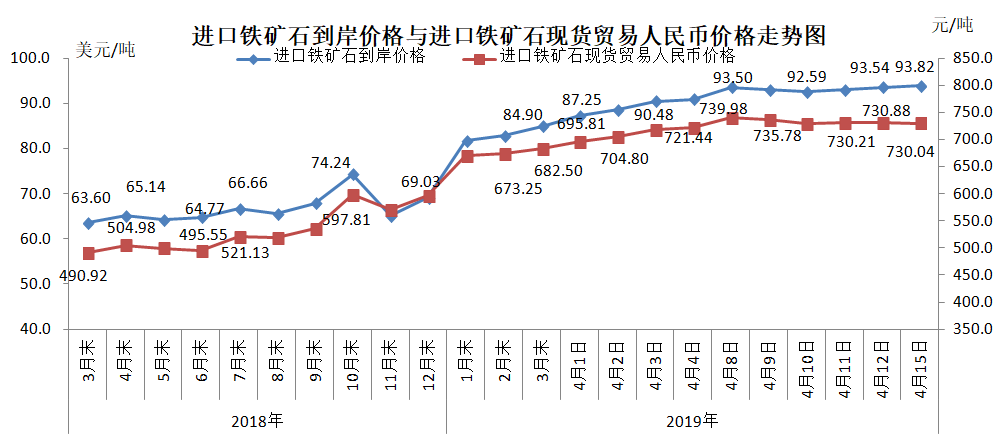 进口铁矿石到岸价格与进口铁矿石现货贸易人民币价格走势图
美元/吨
元/吨
进口铁矿石到岸价格
进口铁矿石现货贸易人民币价格
100.0
90.0
80.0
70.0
60.0
50.0
40.0
850.0
800.0
750.0
700.0
650.0
600.0
550.0
500.0
450.0
400.0
350.0
63.60
65.14
64.77
66.66
74.24
69.03
84.90
87.25
90.48
93.50
92.59
93.54
93.82
490.92
504.98
495.55
521.13
597.81
673.25
682.50
695.81
704.80
721.44
739.98
735.78
730.21
730.88
730.04
3月末
4月末
5月末
6月末
7月末
8月末
9月末
10月末
11月末
12月末
1月末
2月末
3月末
4月1日
4月2日
4月3日
4月4日
4月8日
4月9日
4月10日
4月11日
4月12日
4月15日
2018年
2019年